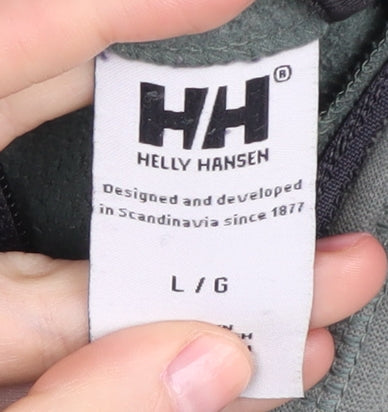 HH®
HELLY HANSEN
Designed and developed
in Scandinavia since 1877
L / G